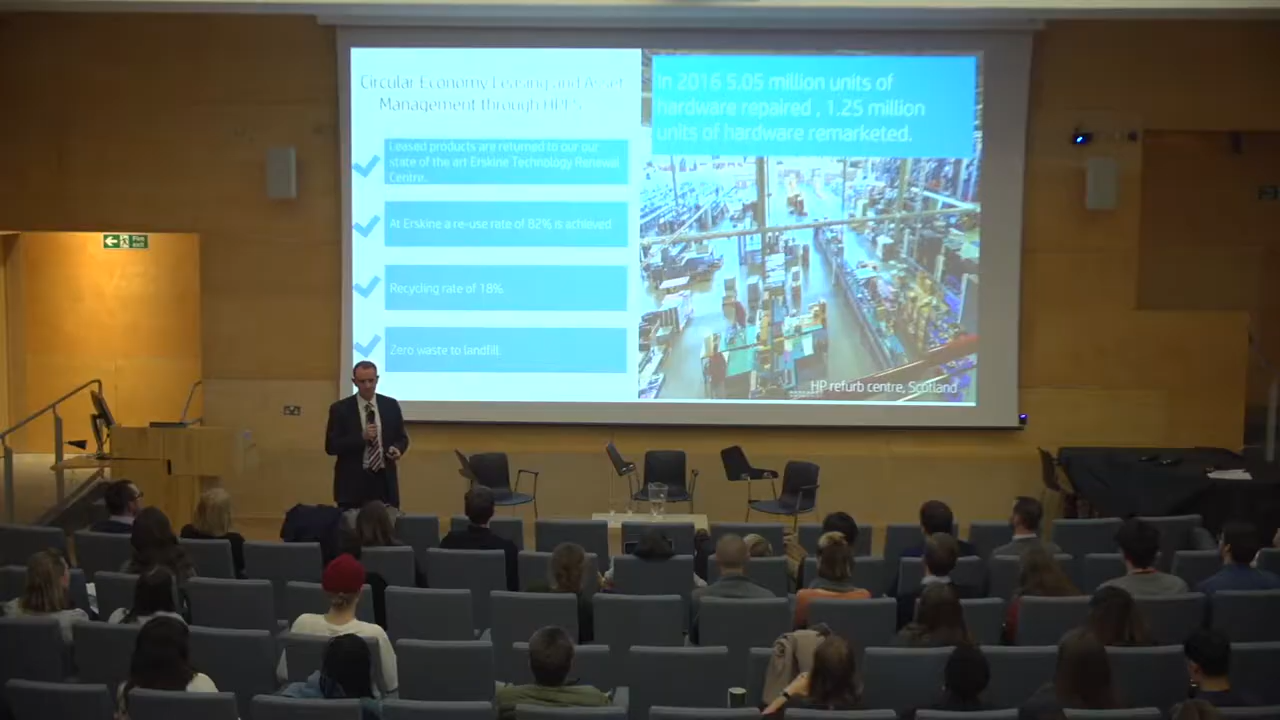 Circular Economy Leasing and Asset
Management through HPFS
Leased products are returned to our our
state of the art Erskine Technology Renewal
Centre.
At Erskine a re-use rate of 82% is achieved
Recycling rate of 18%
Zero waste to landfill
In 2016 5.05 million units of
hardware repaired , 1.25 million
units of hardware remarketed.
HP refurb centre, Scotland
Fire
exit